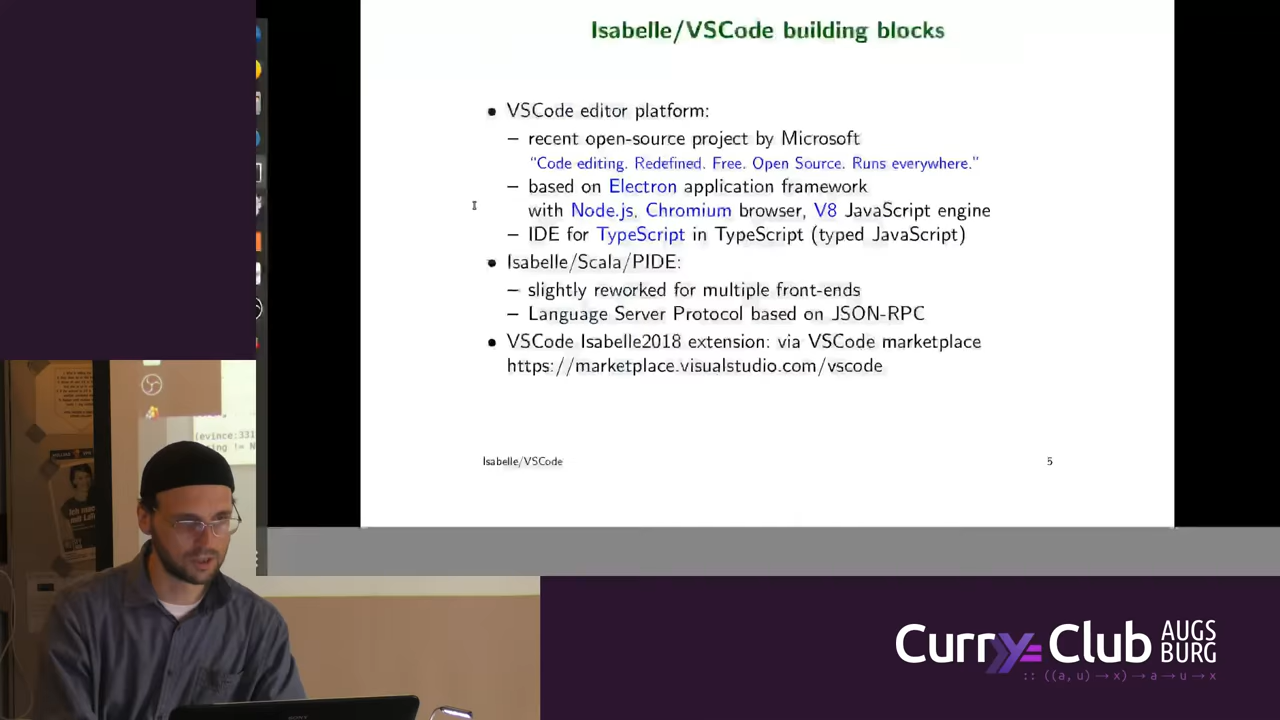 Isabelle/VSCode building blocks
• VSCode editor platform:
– recent open-source project by Microsoft
“Code editing. Redefined. Free. Open Source. Runs everywhere.”
– based on Electron application framework
with Node.js, Chromium browser, V8 JavaScript engine
– IDE for TypeScript in TypeScript (typed JavaScript)
• Isabelle/Scala/PIDE:
– slightly reworked for multiple front-ends
– Language Server Protocol based on JSON-RPC
• VSCode Isabelle2018 extension: via VSCode marketplace
https://marketplace.visualstudio.com/vscode
Isabelle/VSCode
5
(evince:331
!= N
Curry Club AUGS
BURG
:: ((a, u) → x) → a → u → x